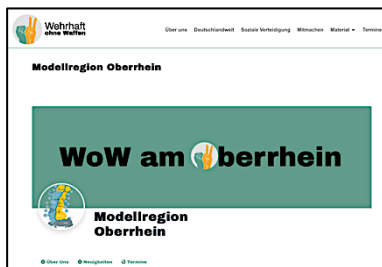 Wehrhaft
ohne Waffen
Über uns Deutschlandweit Soziale Verteidigung Mitmachen Material Termine
Modellregion Oberrhein
WoW am Oberrhein
Modellregion
Oberrhein
Über Uns Neuigkeiten Termine